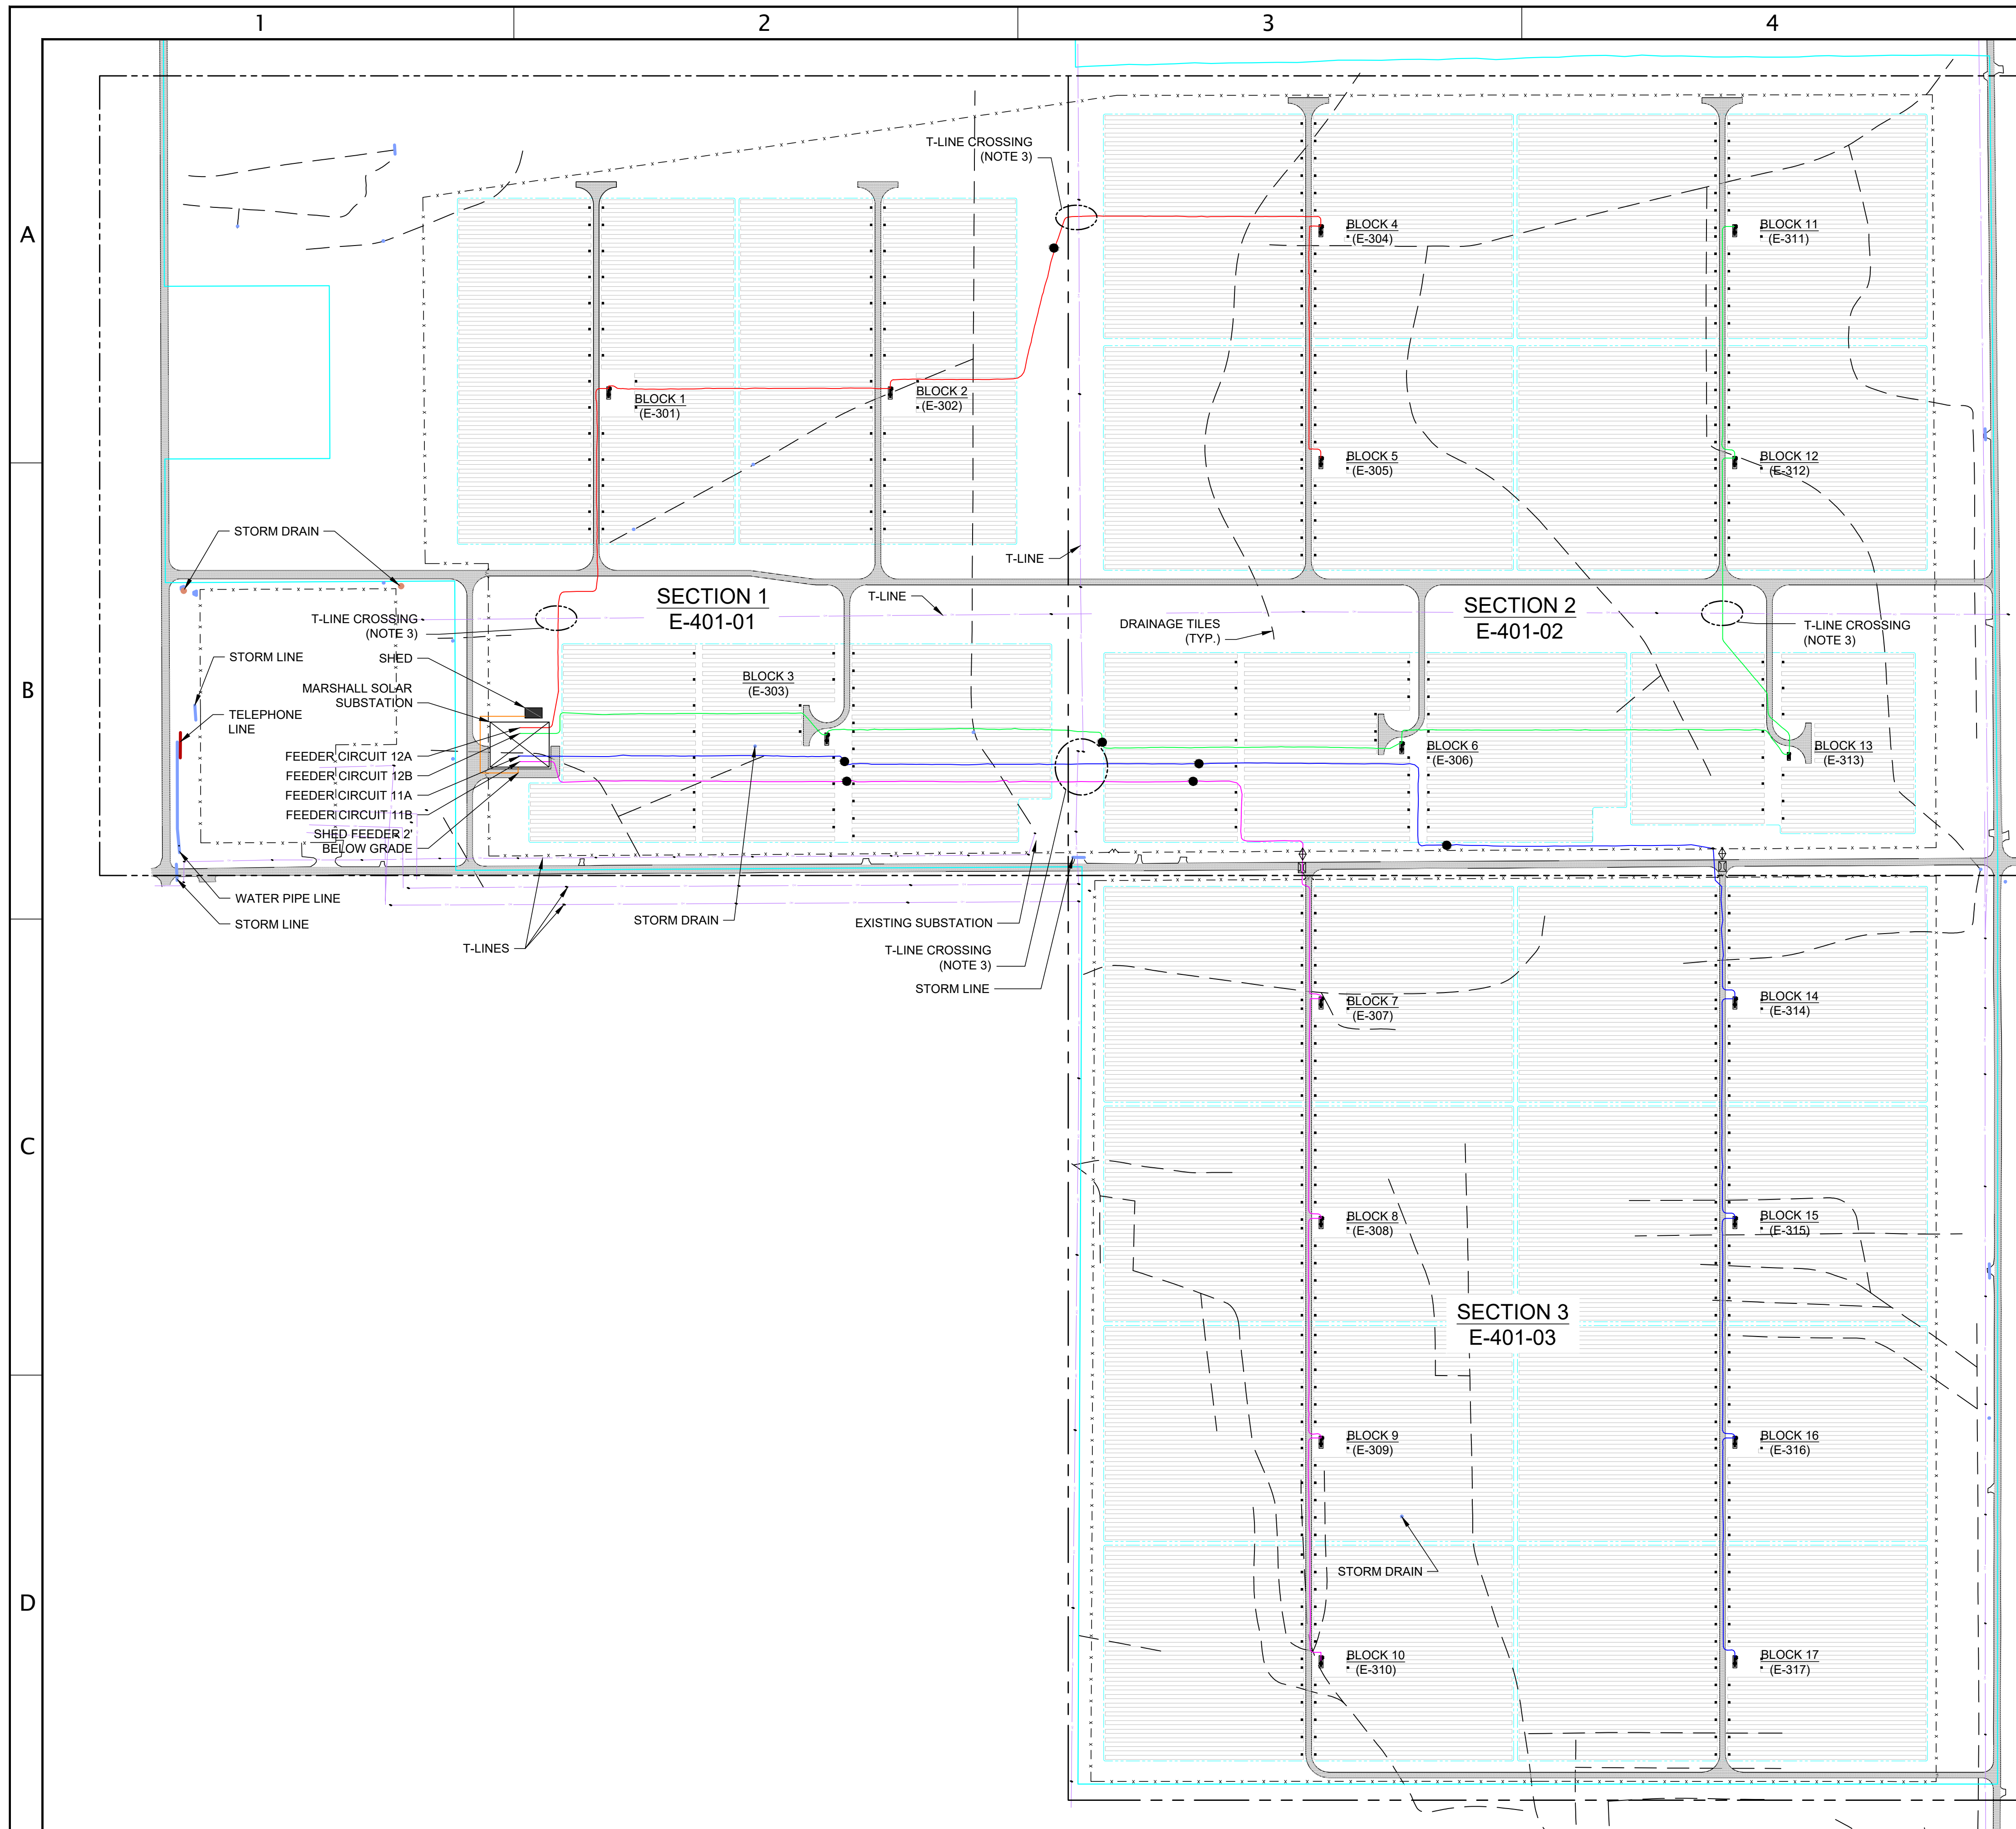 1
2
3
4
A
B
C
D
T-LINE CROSSING
(NOTE 3)
BLOCK 4
(E-304)
BLOCK 11
(E-311)
BLOCK 1
(E-301)
BLOCK 2
(E-302)
BLOCK 5
(E-305)
BLOCK 12
(E-312)
STORM DRAIN
T-LINE
SECTION 1
E-401-01
T-LINE
SECTION 2
E-401-02
T-LINE CROSSING
(NOTE 3)
DRAINAGE TILES
(TYP.)
T-LINE CROSSING
(NOTE 3)
STORM LINE
SHED
MARSHALL SOLAR
SUBSTATION
BLOCK 3
(E-303)
TELEPHONE
LINE
FEEDER CIRCUIT 12A
FEEDER CIRCUIT 12B
FEEDER CIRCUIT 11A
FEEDER CIRCUIT 11B
SHED FEEDER 2'
BELOW GRADE
BLOCK 6
(E-306)
BLOCK 13
(E-313)
WATER PIPE LINE
STORM LINE
T-LINES
STORM DRAIN
EXISTING SUBSTATION
T-LINE CROSSING
(NOTE 3)
STORM LINE
BLOCK 7
(E-307)
BLOCK 14
(E-314)
BLOCK 8
(E-308)
BLOCK 15
(E-315)
SECTION 3
E-401-03
BLOCK 9
(E-309)
BLOCK 16
(E-316)
STORM DRAIN
BLOCK 10
(E-310)
BLOCK 17
(E-317)